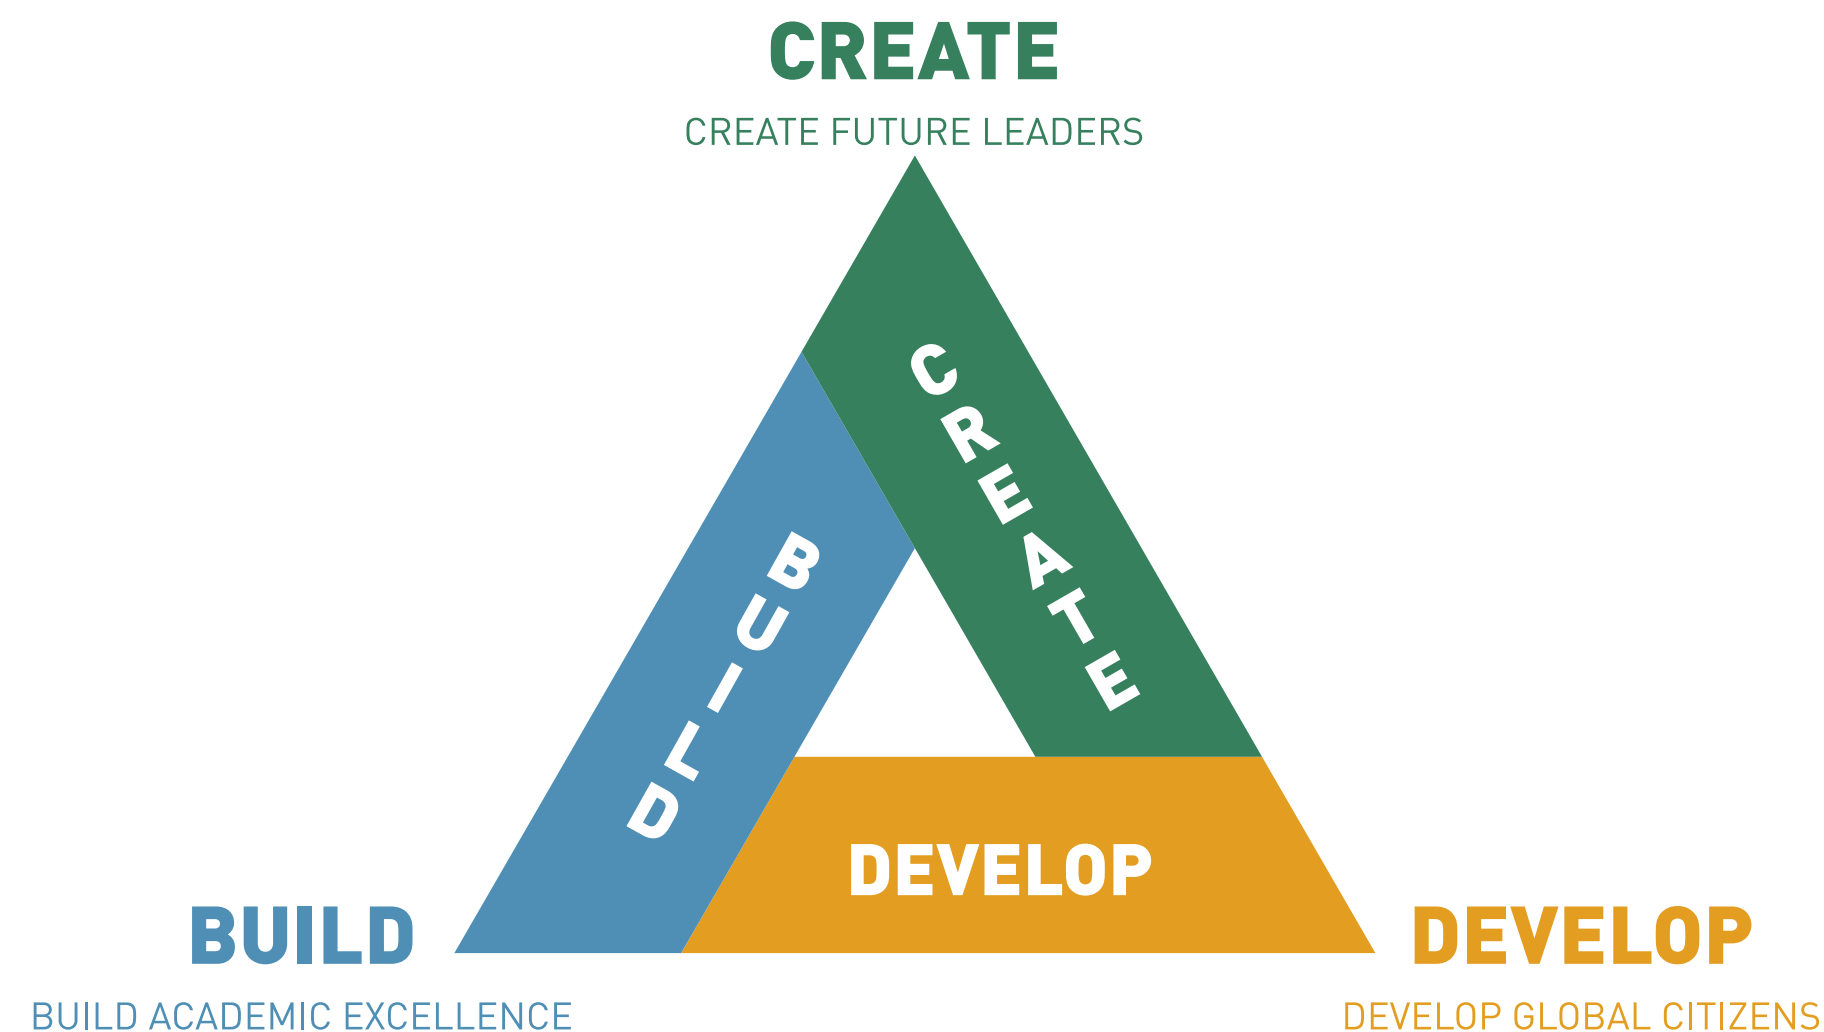 CREATE
CREATE FUTURE LEADERS
CREATE
BUILD
DEVELOP
BUILD
BUILD ACADEMIC EXCELLENCE
DEVELOP
DEVELOP GLOBAL CITIZENS